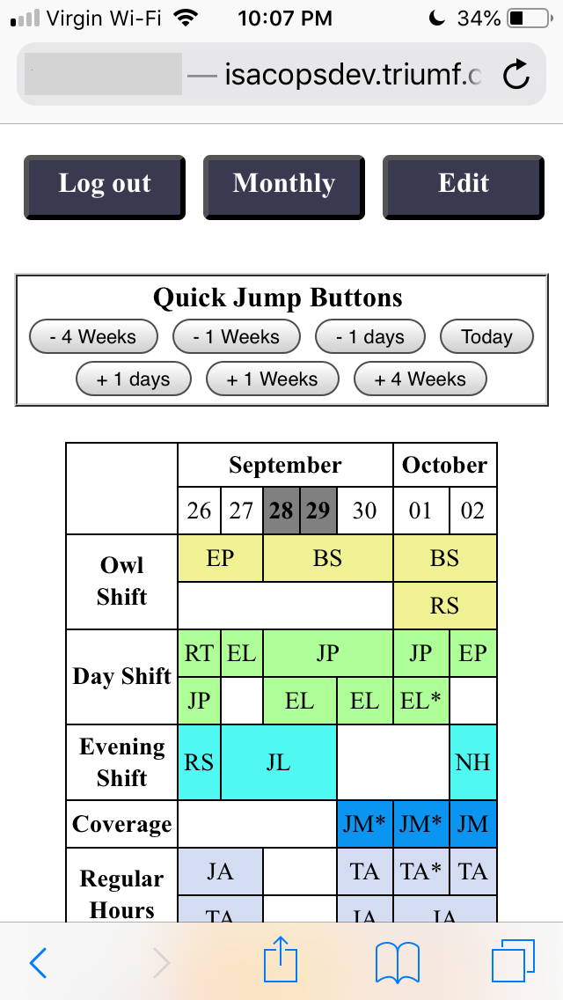 Virgin Wi-Fi 10:07 PM 34%
— isacopsdev.triumf.
Log out Monthly Edit
Quick Jump Buttons
- 4 Weeks - 1 Weeks - 1 days Today
+ 1 days + 1 Weeks + 4 Weeks
September October
26 27 28 29 30 01 02
Owl Shift EP BS BS
RS
Day Shift RT EL JP JP EP
JP EL EL EL*
Evening Shift RS JL NH
Coverage JM* JM* JM
Regular Hours JA TA TA* TA
TA JA JA